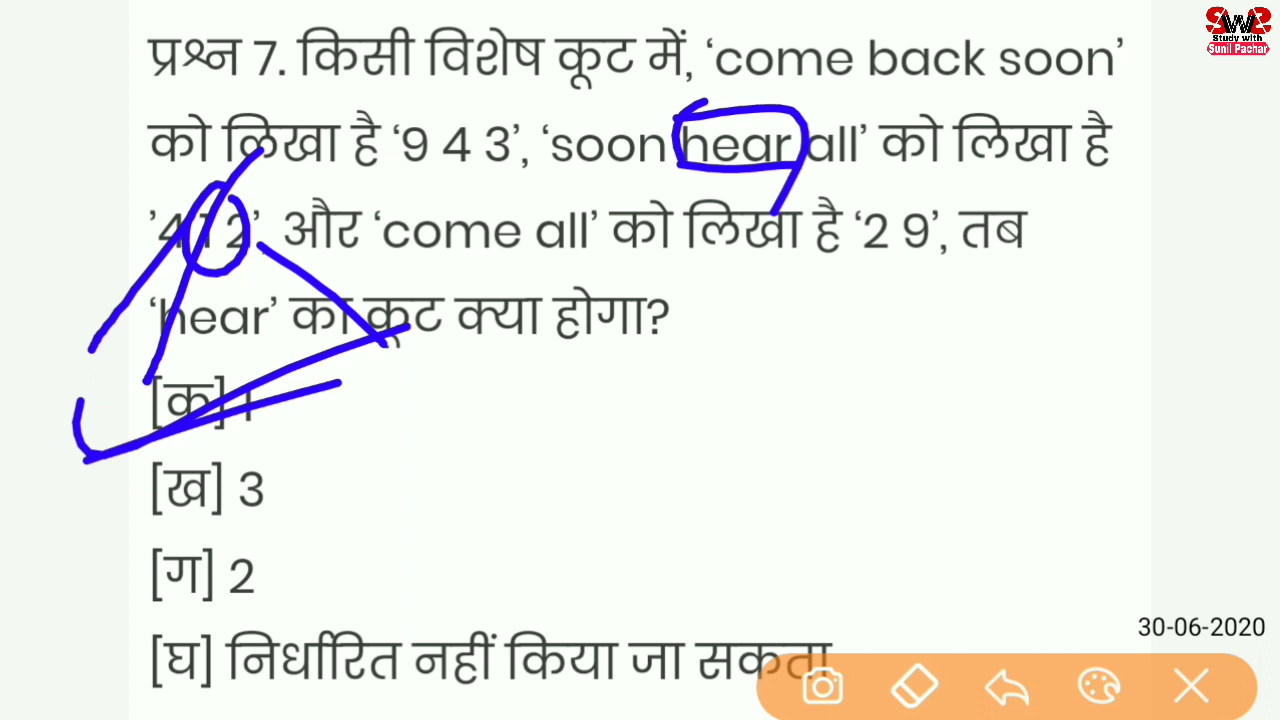 SWS
Study with
Sunil Pachar
प्रश्न 7. किसी विशेष कूट में, ‘come back soon’
को लिखा है ‘9 4 3’, ‘soon hear all’ को लिखा है
’4 1 2’, और ‘come all’ को लिखा है ‘2 9’, तब
‘hear’ का कूट क्या होगा?
[क] 1
[ख] 3
[ग] 2
[घ] निर्धारित नहीं किया जा सकता
30-06-2020